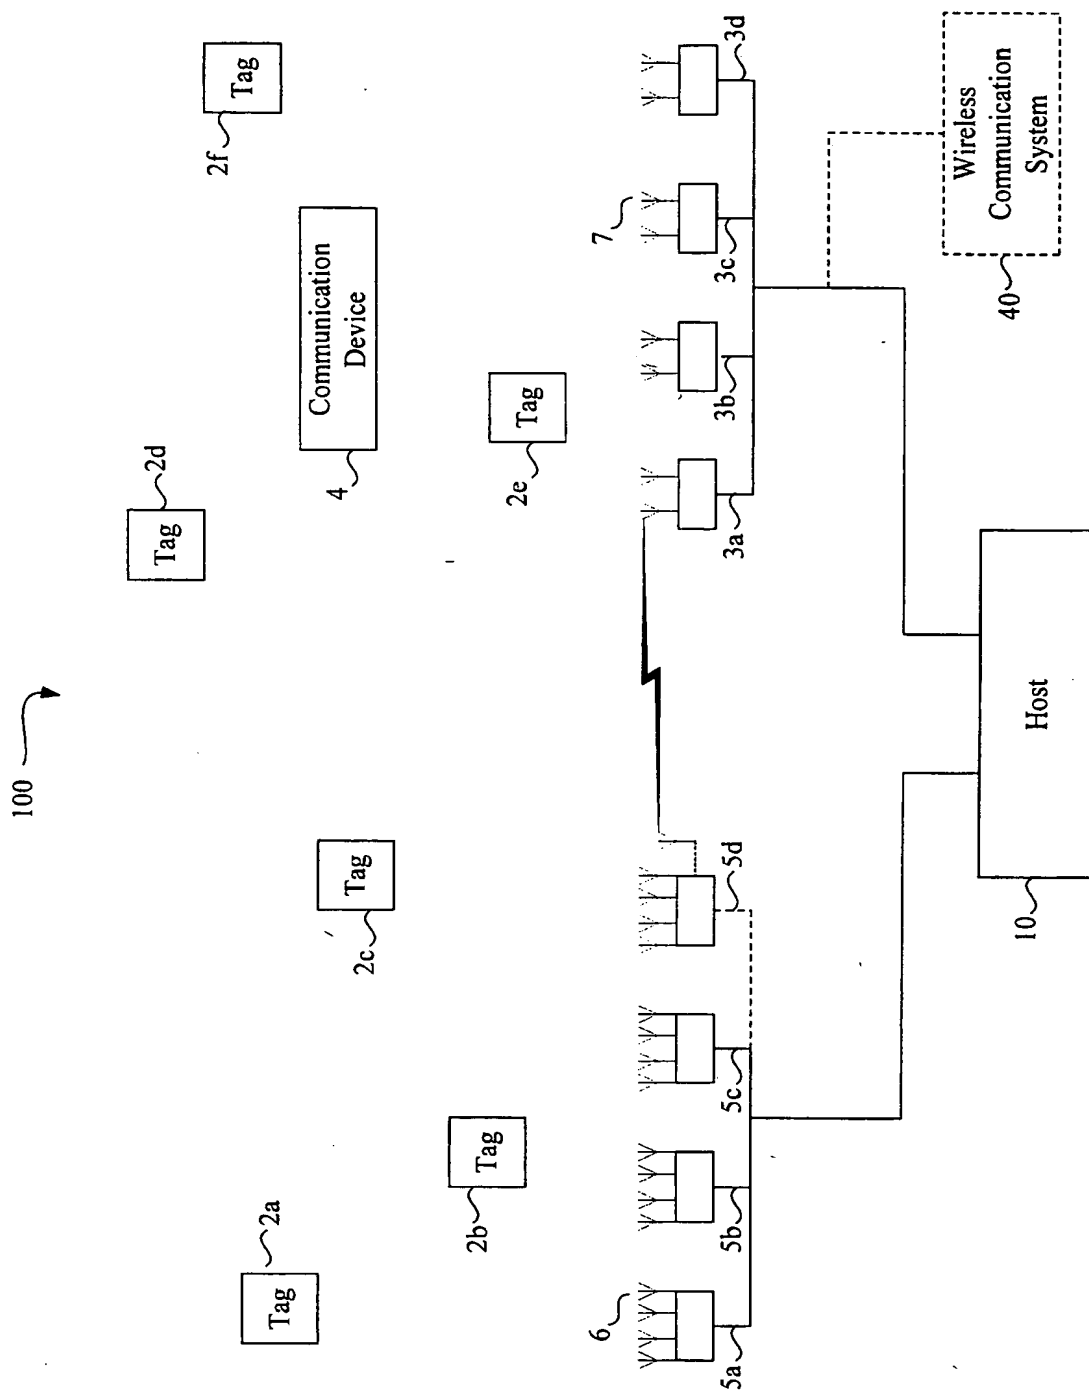 100
Tag
2a
Tag
2b
Tag
2c
Tag
2d
Tag
2e
Tag
2f
Communication
Device
4
6
7
5a
5b
5c
5d
3a
3b
3c
3d
Host
10
Wireless
Communication
System
40